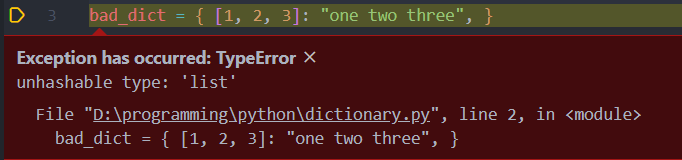 3 bad_dict = { [1, 2, 3]: "one two three", }
Exception has occurred: TypeError ×
unhashable type: 'list'
File "D:\programming\python\dictionary.py", line 2, in <module>
bad_dict = { [1, 2, 3]: "one two three", }